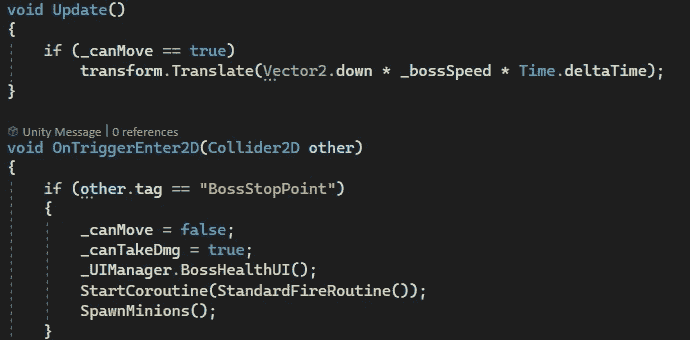 void Update()
{
if (_canMove == true)
transform.Translate(Vector2.down * _bossSpeed * Time.deltaTime);
}
Unity Message | 0 references
void OnTriggerEnter2D(Collider2D other)
{
if (other.tag == "BossStopPoint")
{
_canMove = false;
_canTakeDmg = true;
_UIManager.BossHealthUI();
StartCoroutine(StandardFireRoutine());
SpawnMinions();
}